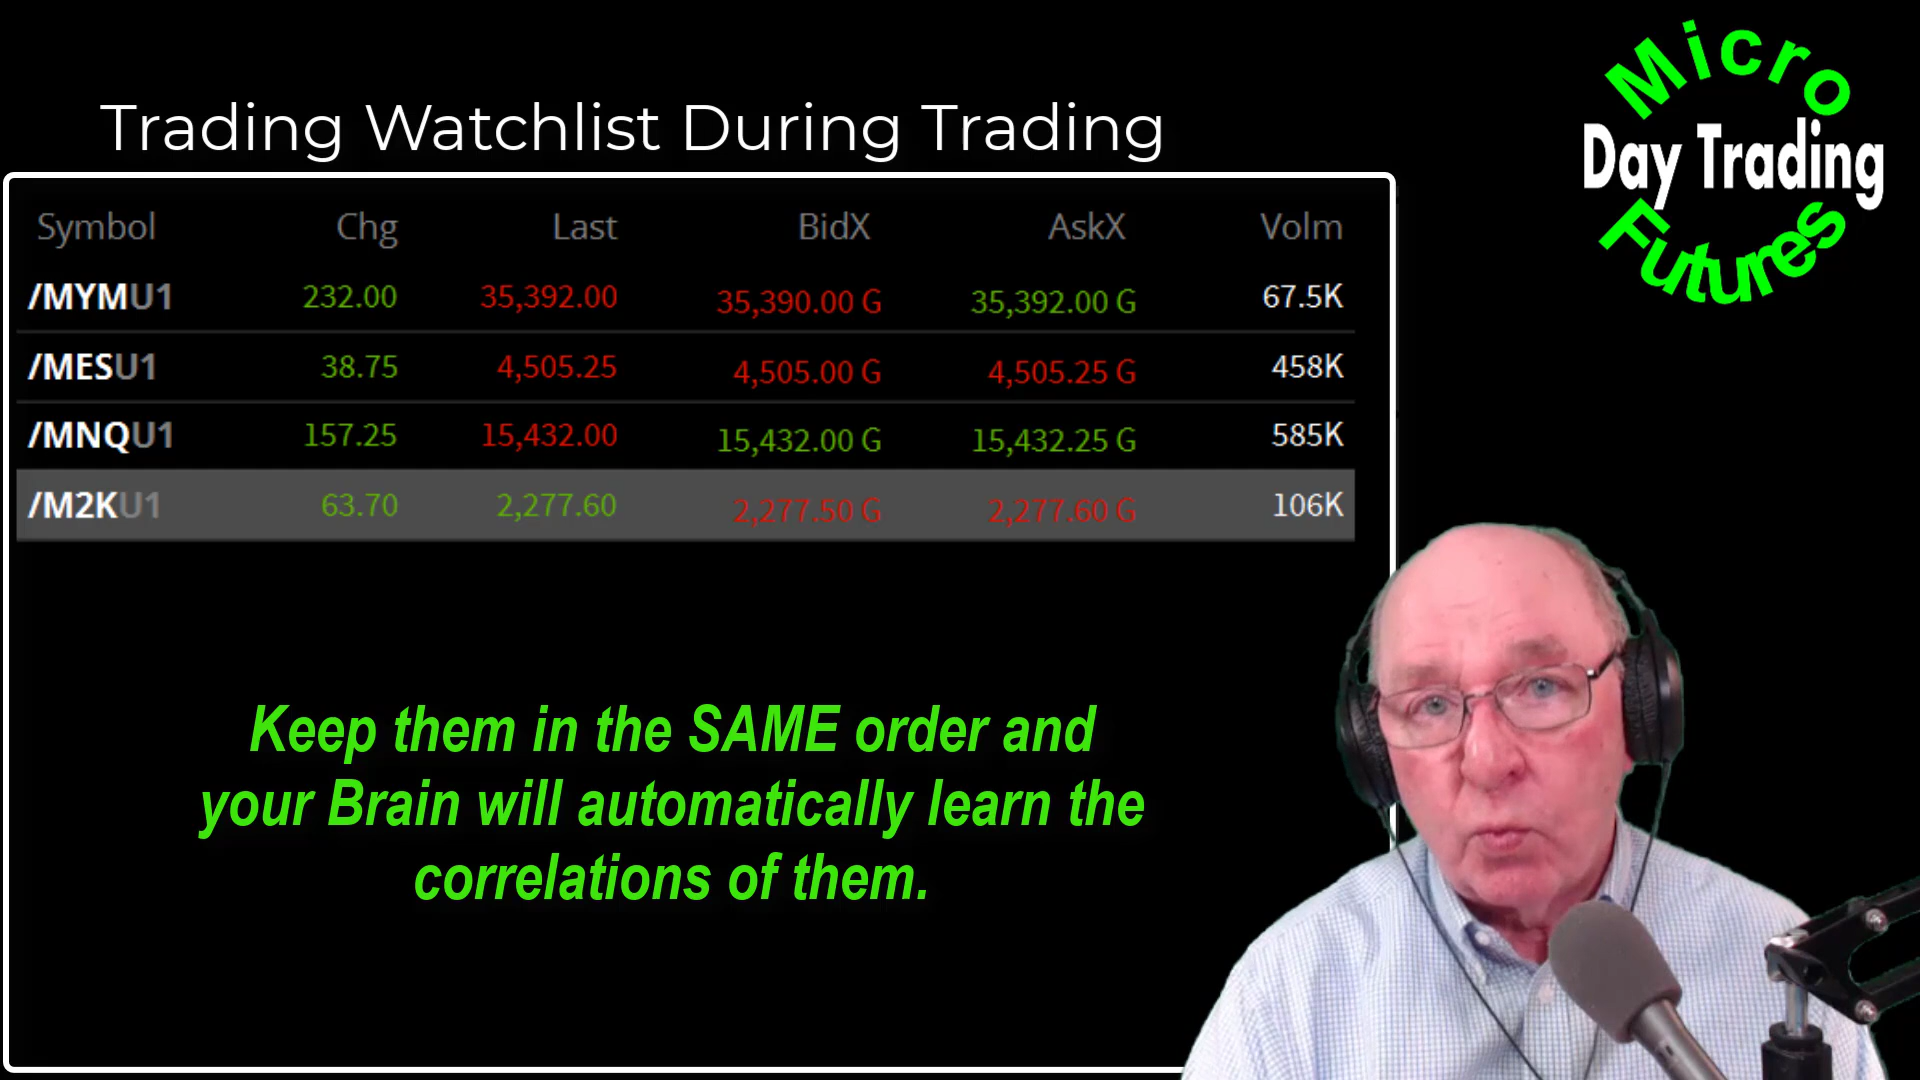 Micro
Day Trading
Futures
Trading Watchlist During Trading
Symbol Chg Last BidX AskX Volm
/MYMU1 232.00 35,392.00 35,390.00 G 35,392.00 G 67.5K
/MESU1 38.75 4,505.25 4,505.00 G 4,505.25 G 458K
/MNQU1 157.25 15,432.00 15,432.00 G 15,432.25 G 585K
/M2KU1 63.70 2,277.60 2,277.50 G 2,277.60 G 106K
Keep them in the SAME order and
your Brain will automatically learn the
correlations of them.